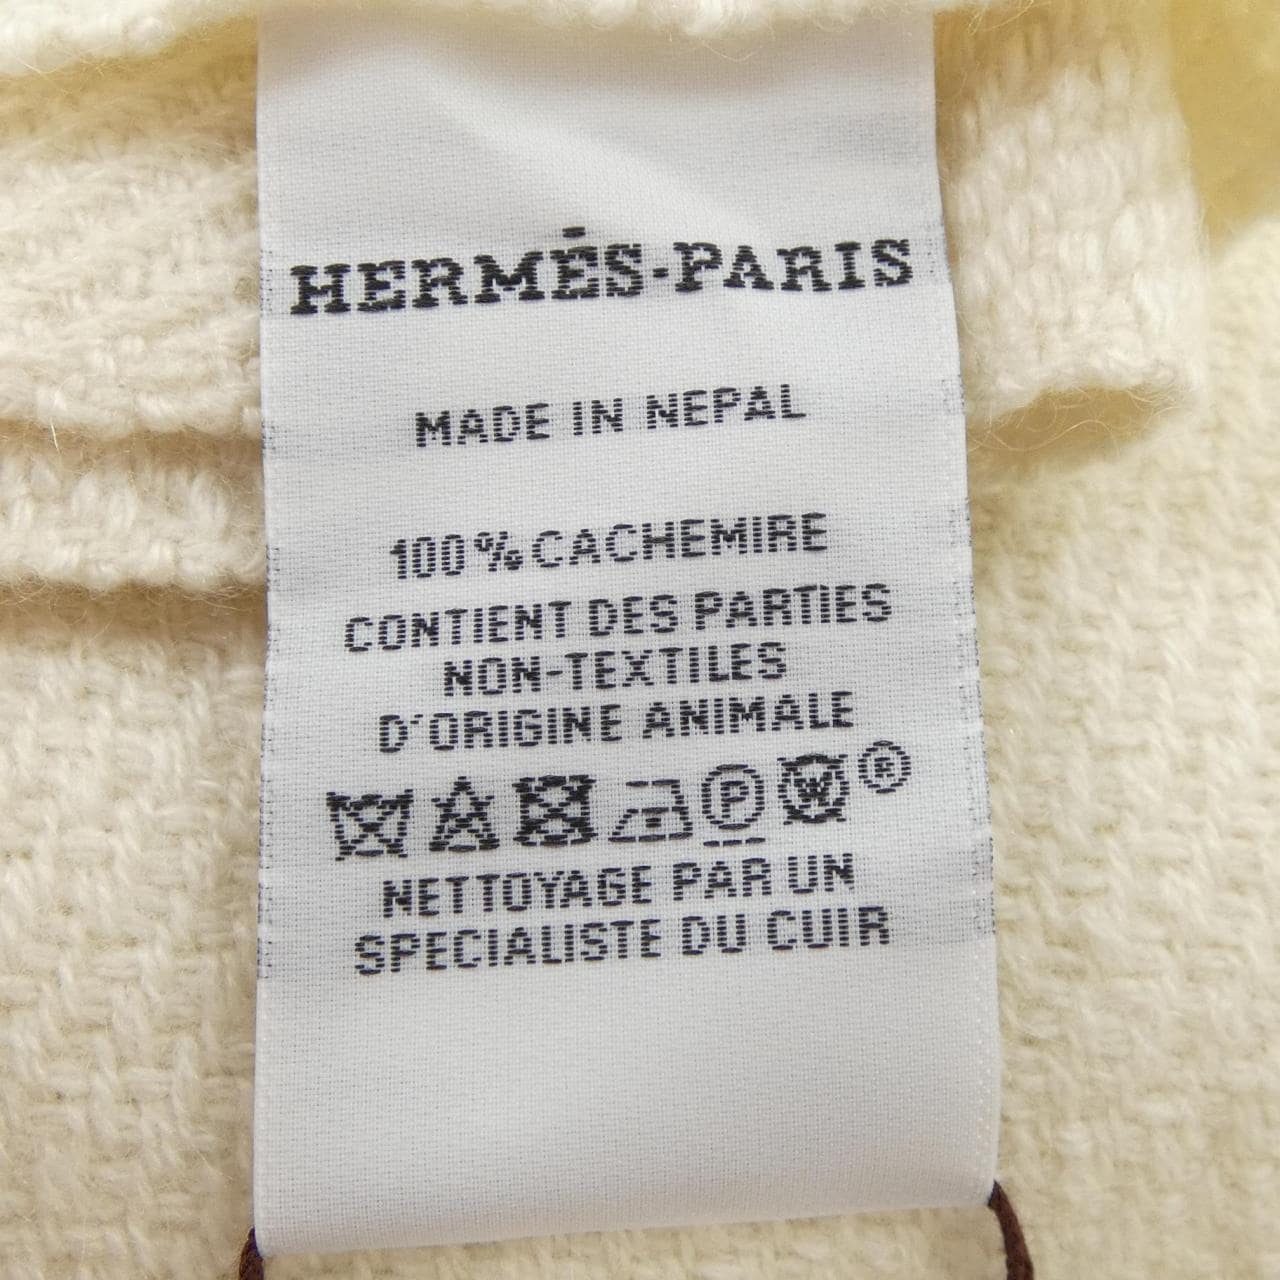 HERMÈS-PARIS
MADE IN NEPAL
100% CACHEMIRE
CONTIENT DES PARTIES
NON-TEXTILES
D'ORIGINE ANIMALE
P W ®
NETTOYAGE PAR UN
SPECIALISTE DU CUIR